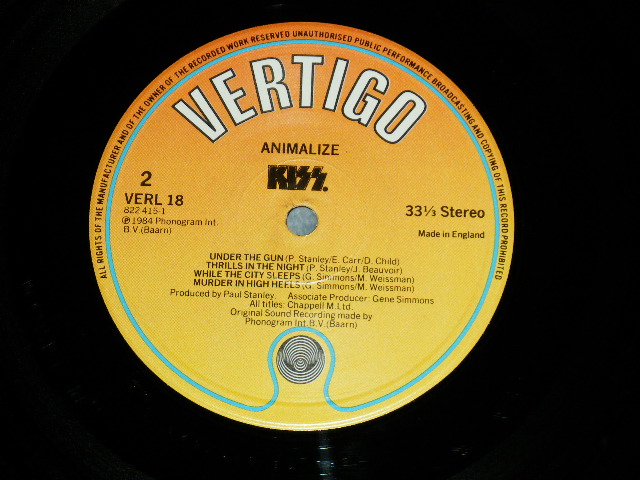 ALL RIGHTS OF THE MANUFACTURER AND OF THE OWNER OF THE RECORDED WORK RESERVED UNAUTHORISED PUBLIC PERFORMANCE BROADCASTING AND COPYING OF THIS RECORD PROHIBITED
VERTIGO
ANIMALIZE
KISS.
2
VERL 18
822 415-1
℗ 1984 Phonogram Int.
B.V.(Baarn)
33⅓ Stereo
Made in England
UNDER THE GUN (P. Stanley/E. Carr/D. Child)
THRILLS IN THE NIGHT (P. Stanley/J. Beauvoir)
WHILE THE CITY SLEEPS (G. Simmons/M. Weissman)
MURDER IN HIGH HEELS (G. Simmons/M. Weissman)
Produced by Paul Stanley. Associate Producer: Gene Simmons
All titles: Chappell M.Ltd.
Original Sound Recording made by
Phonogram Int.B.V.(Baarn)